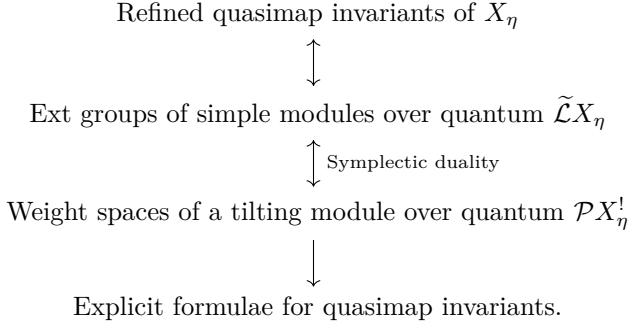 Refined quasimap invariants of $X_\eta$
Ext groups of simple modules over quantum $\widetilde{\mathcal{L}}X_\eta$
Symplectic duality
Weight spaces of a tilting module over quantum $\mathcal{P}X_\eta^!$
Explicit formulae for quasimap invariants.